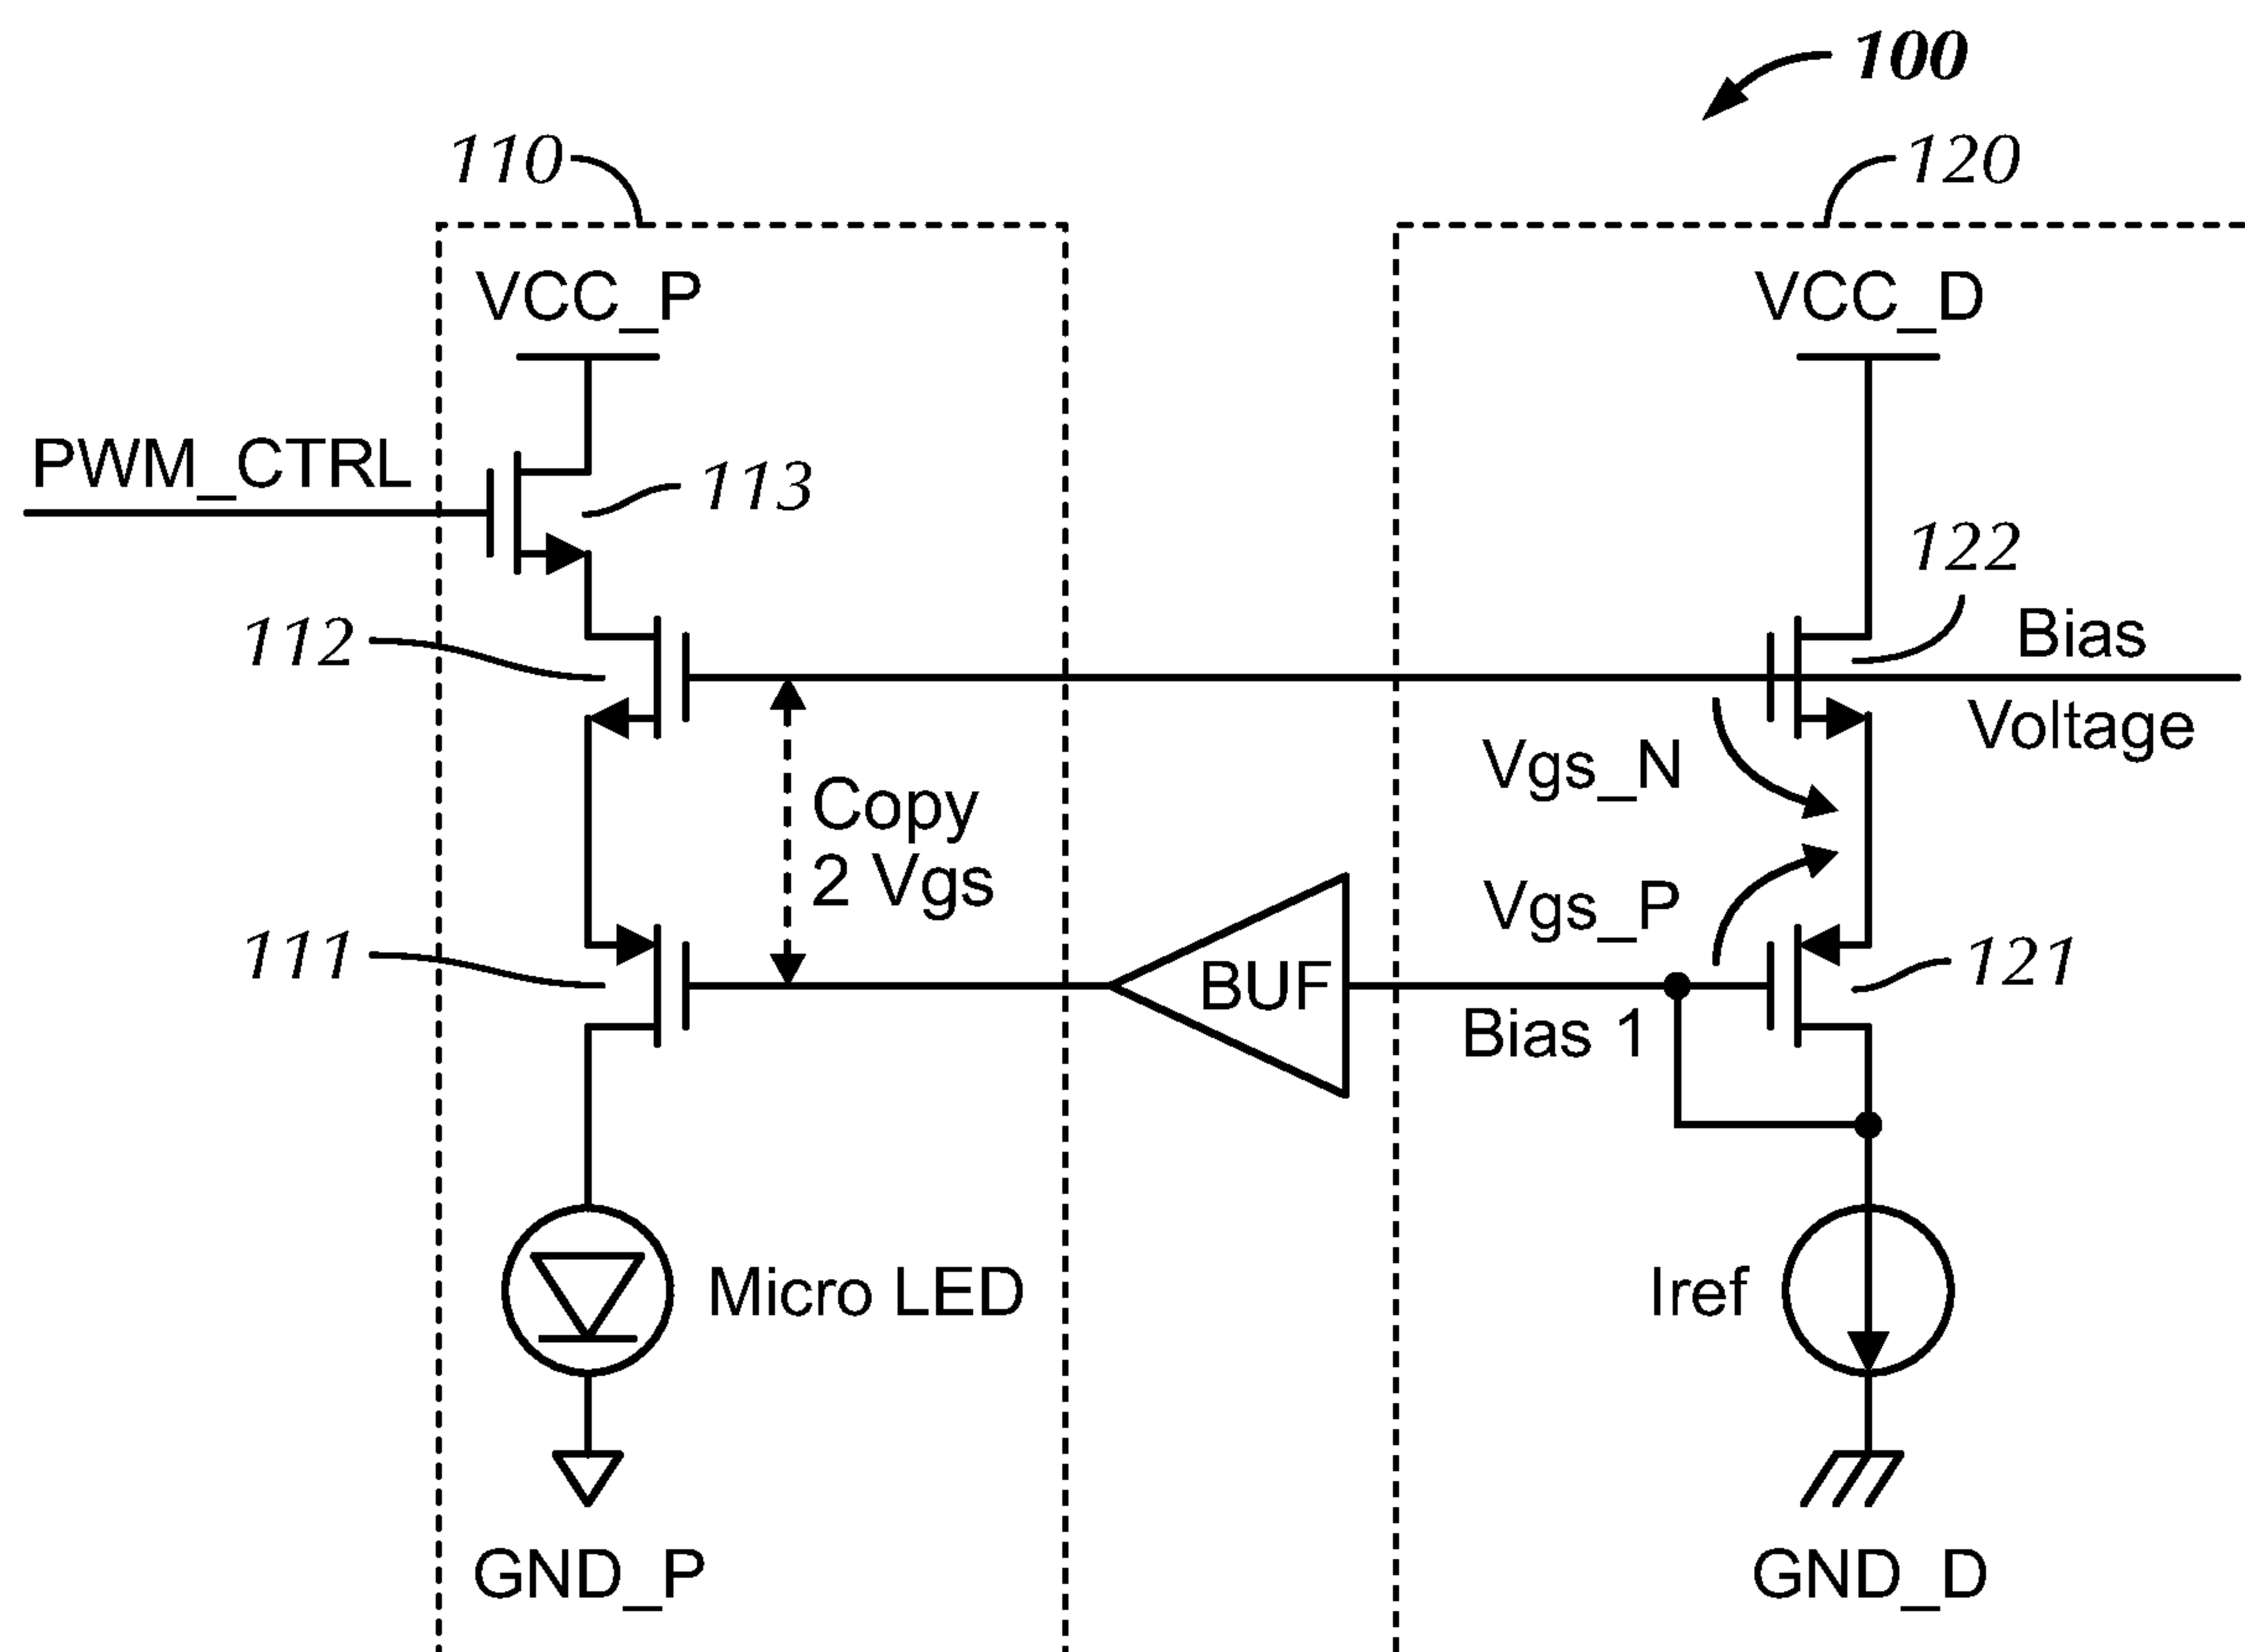 100
110
120
VCC_P
VCC_D
PWM_CTRL
113
122
112
Bias
Voltage
Vgs_N
Copy
2 Vgs
Vgs_P
111
121
BUF
Bias 1
Micro LED
Iref
GND_P
GND_D